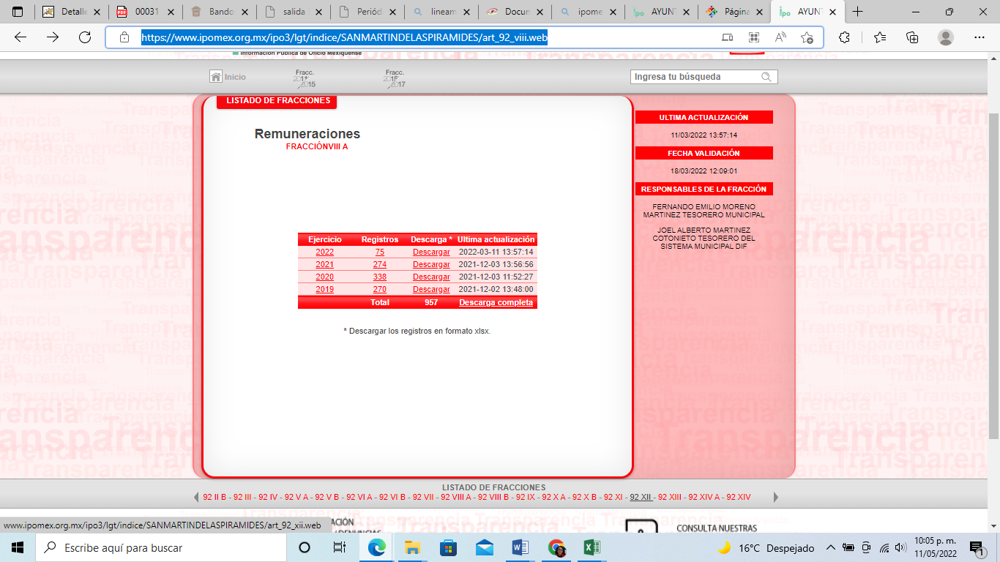 Detalle
00031
Bando
salida
Periód
lineam
Docun
ipome
AYUNT
Página
AYUNT
https://www.ipomex.org.mx/ipo3/lgt/indice/SANMARTINDELASPIRAMIDES/art_92_viii.web
Información Pública de Oficio Mexiquense
Inicio
Fracc.
Fracc.
Ingresa tu búsqueda
LISTADO DE FRACCIONES
Remuneraciones
FRACCIÓNVIII A
Ejercicio Registros Descarga * Ultima actualización
2022 75 Descargar 2022-03-11 13:57:14
2021 274 Descargar 2021-12-03 13:56:56
2020 338 Descargar 2021-12-03 11:52:27
2019 270 Descargar 2021-12-02 13:48:00
Total 957 Descarga completa
* Descargar los registros en formato xlsx.
ULTIMA ACTUALIZACIÓN
11/03/2022 13:57:14
FECHA VALIDACIÓN
18/03/2022 12:09:01
RESPONSABLES DE LA FRACCIÓN
FERNANDO EMILIO MORENO
MARTINEZ TESORERO MUNICIPAL
JOEL ALBERTO MARTINEZ
COTONIETO TESORERO DEL
SISTEMA MUNICIPAL DIF
LISTADO DE FRACCIONES
92 II B - 92 III - 92 IV - 92 V A - 92 V B - 92 VI A - 92 VI B - 92 VII - 92 VIII A - 92 VIII B - 92 IX - 92 X A - 92 X B - 92 XI - 92 XII - 92 XIII - 92 XIV A - 92 XIV
www.ipomex.org.mx/ipo3/lgt/indice/SANMARTINDELASPIRAMIDES/art_92_xii.web
CONSULTA NUESTRAS
Escribe aquí para buscar
16°C Despejado
10:05 p. m.
11/05/2022
1